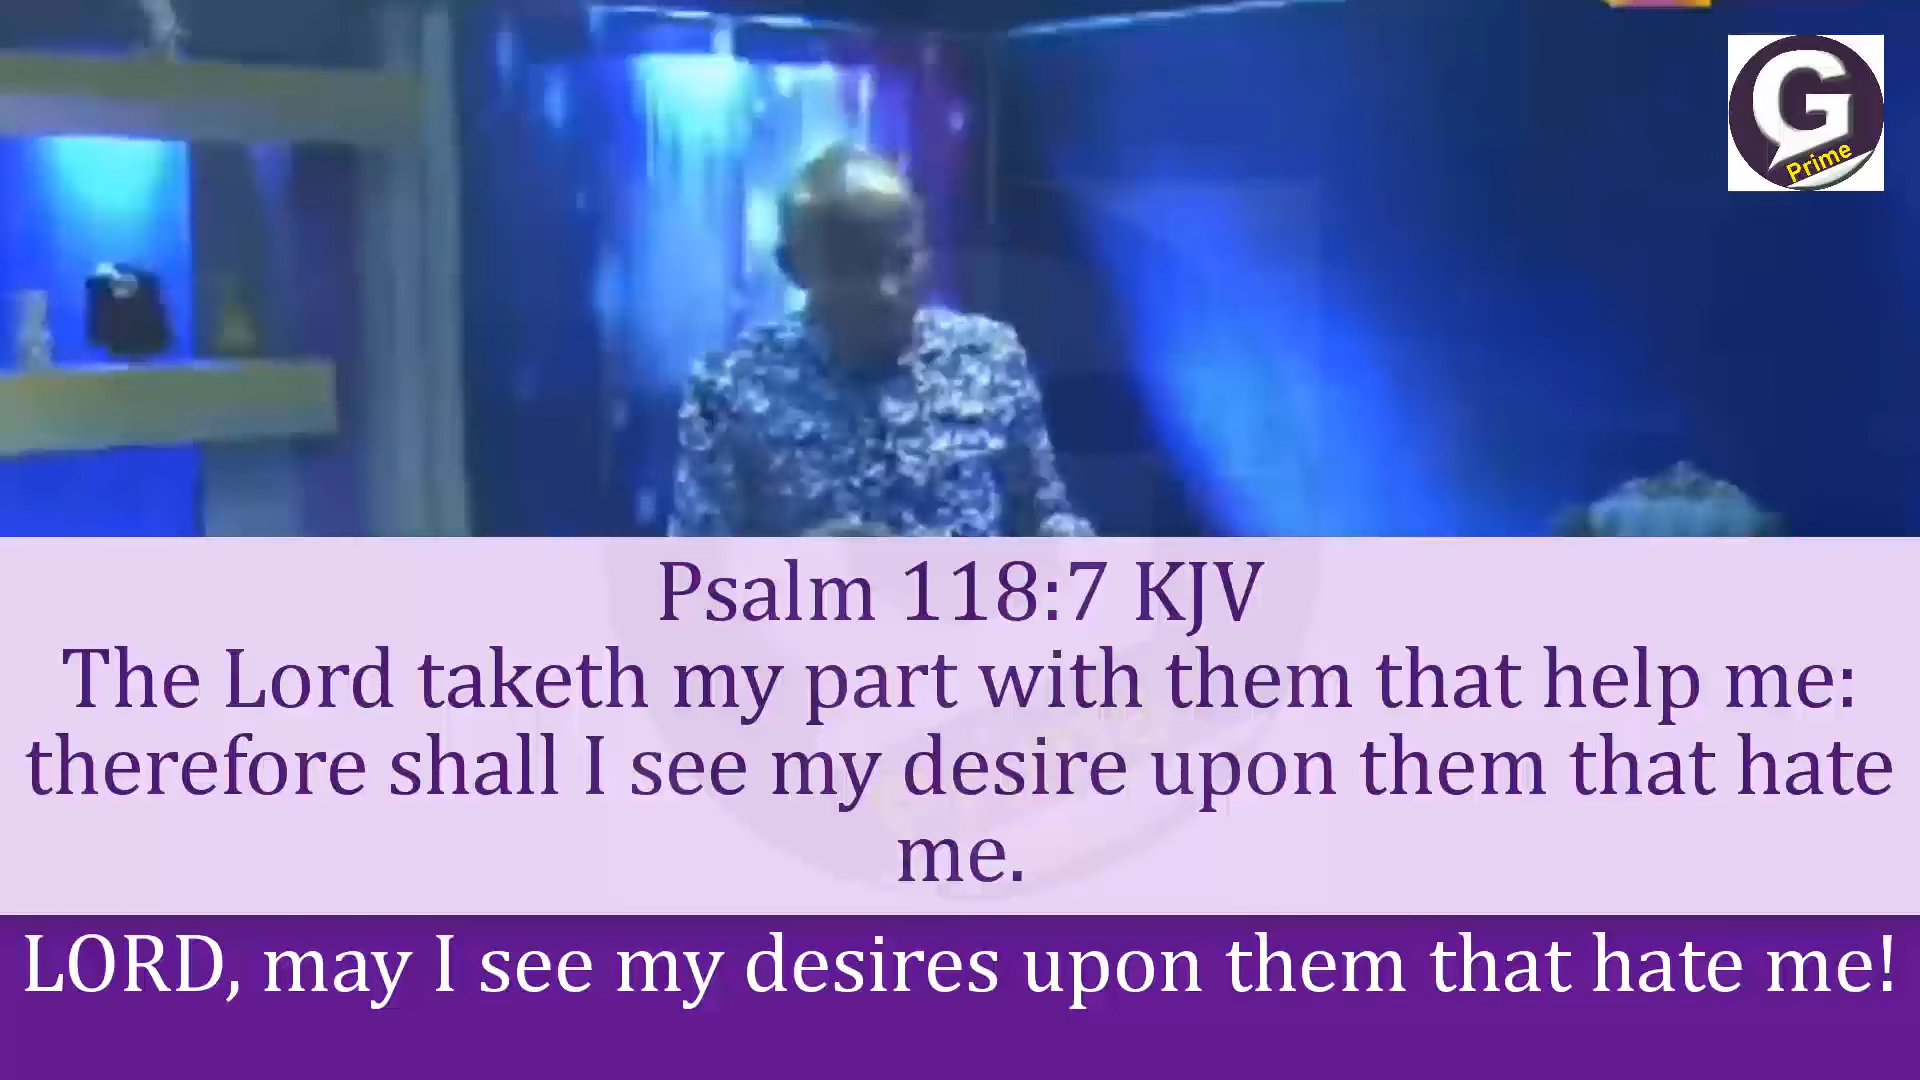 G
Prime
Psalm 118:7 KJV
The Lord taketh my part with them that help me:
therefore shall I see my desire upon them that hate
me.
LORD, may I see my desires upon them that hate me!